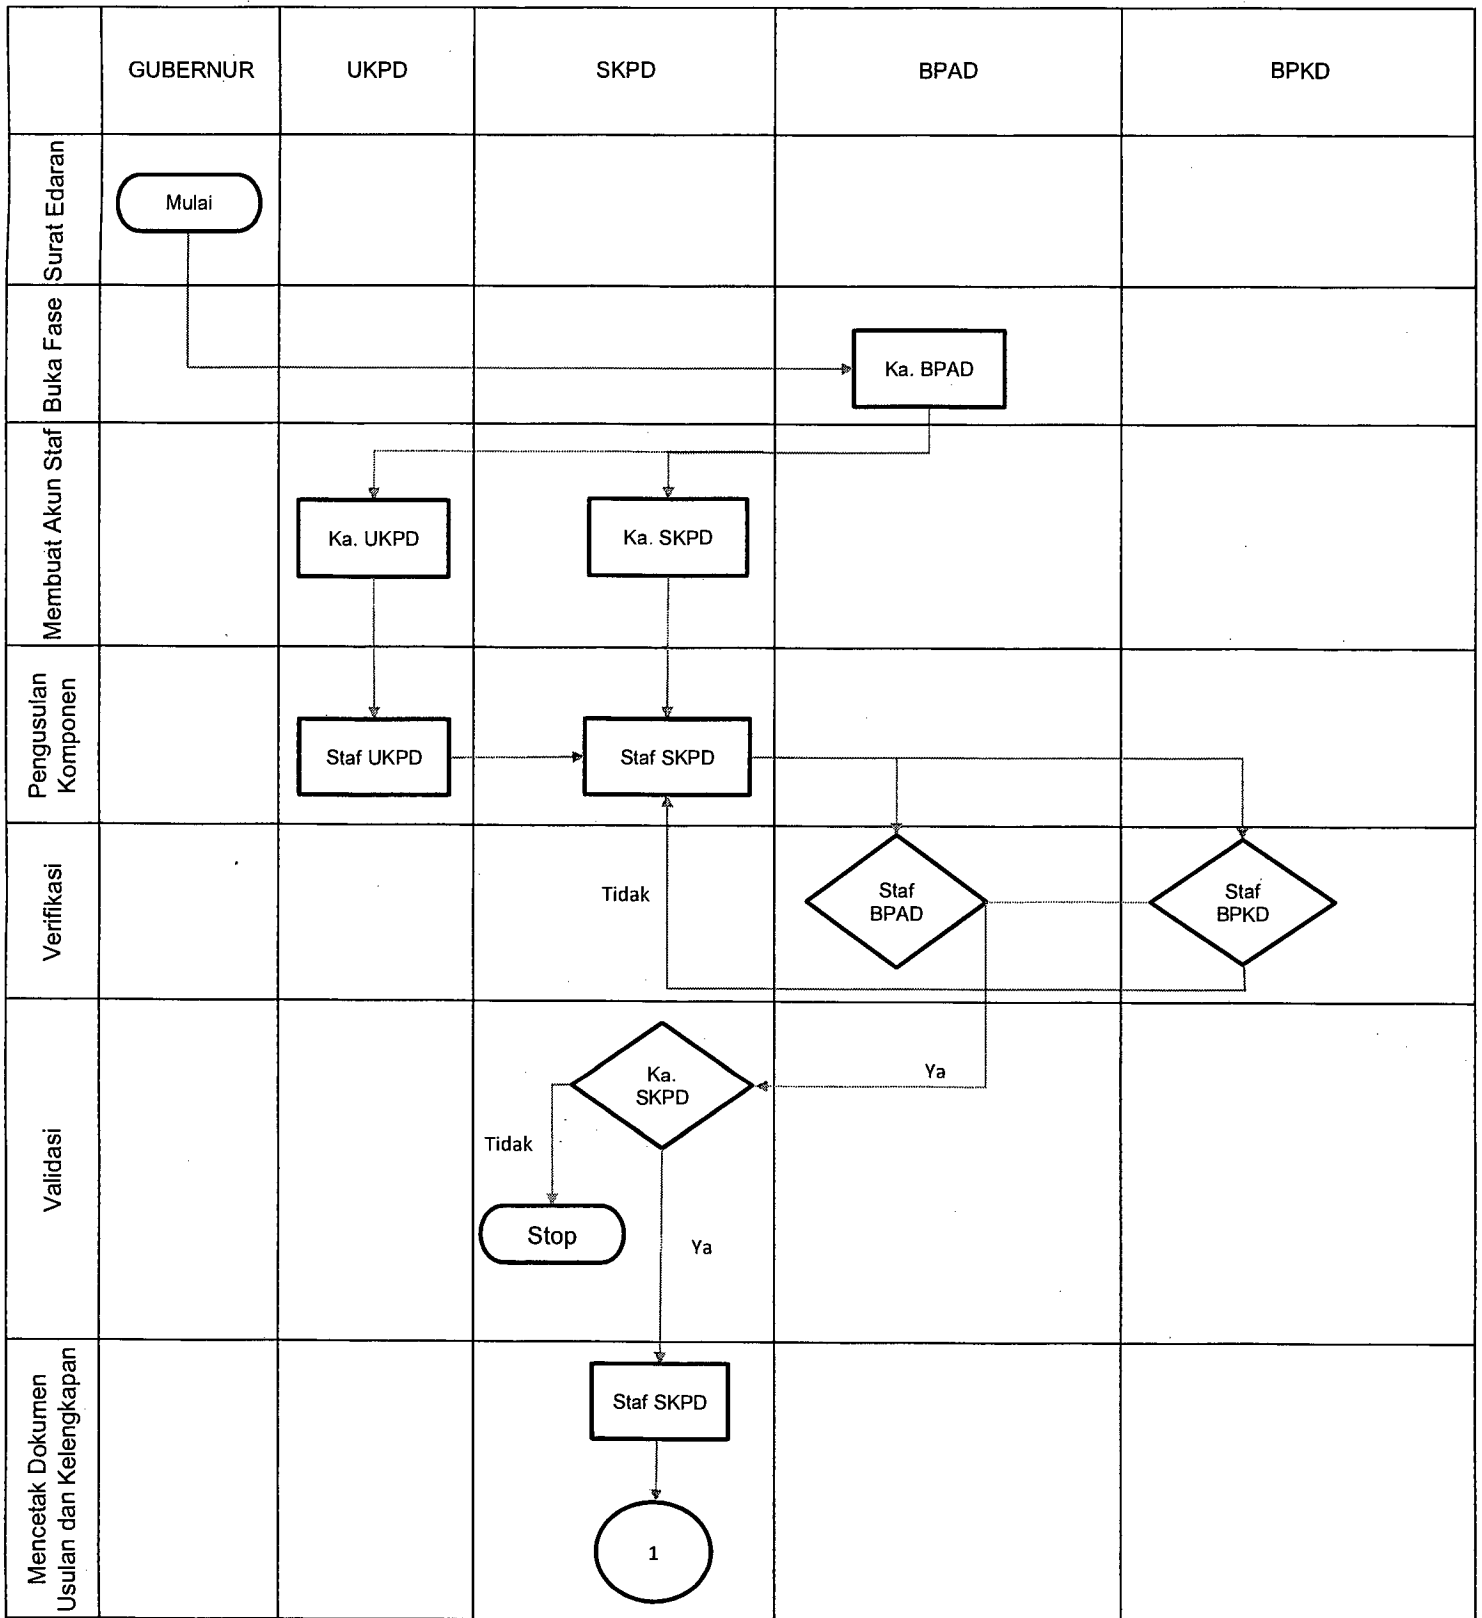 GUBERNUR
UKPD
SKPD
BPAD
BPKD
Surat Edaran
Mulai
Buka Fase
Ka. BPAD
Membuat Akun Staf
Ka. UKPD
Ka. SKPD
Pengusulan
Komponen
Staf UKPD
Staf SKPD
Verifikasi
Tidak
Staf
BPAD
Staf
BPKD
Validasi
Ka.
SKPD
Ya
Tidak
Stop
Ya
Mencetak Dokumen
Usulan dan Kelengkapan
Staf SKPD
1